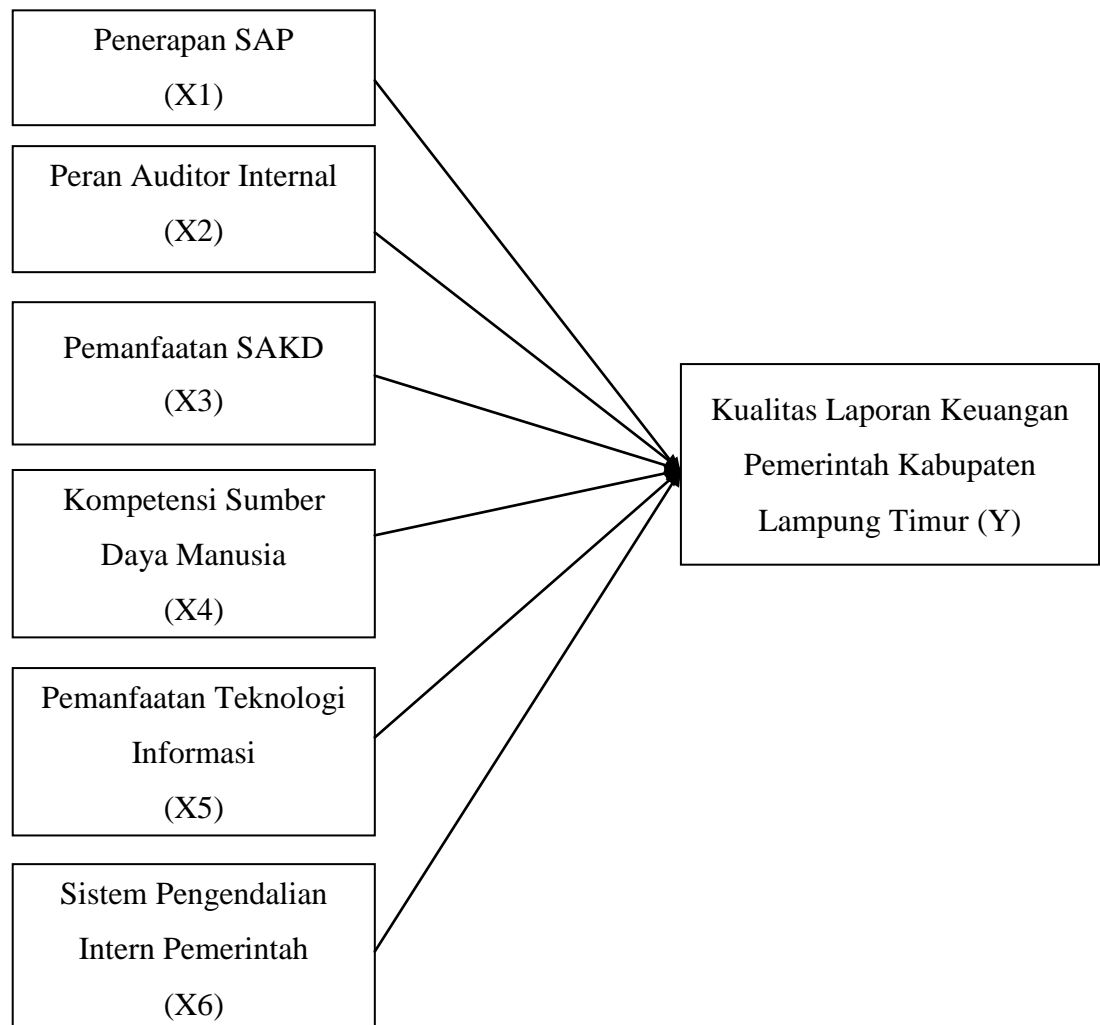 Penerapan SAP
(X1)
Peran Auditor Internal
(X2)
Pemanfaatan SAKD
(X3)
Kompetensi Sumber
Daya Manusia
(X4)
Pemanfaatan Teknologi
Informasi
(X5)
Sistem Pengendalian
Intern Pemerintah
(X6)
Kualitas Laporan Keuangan
Pemerintah Kabupaten
Lampung Timur (Y)